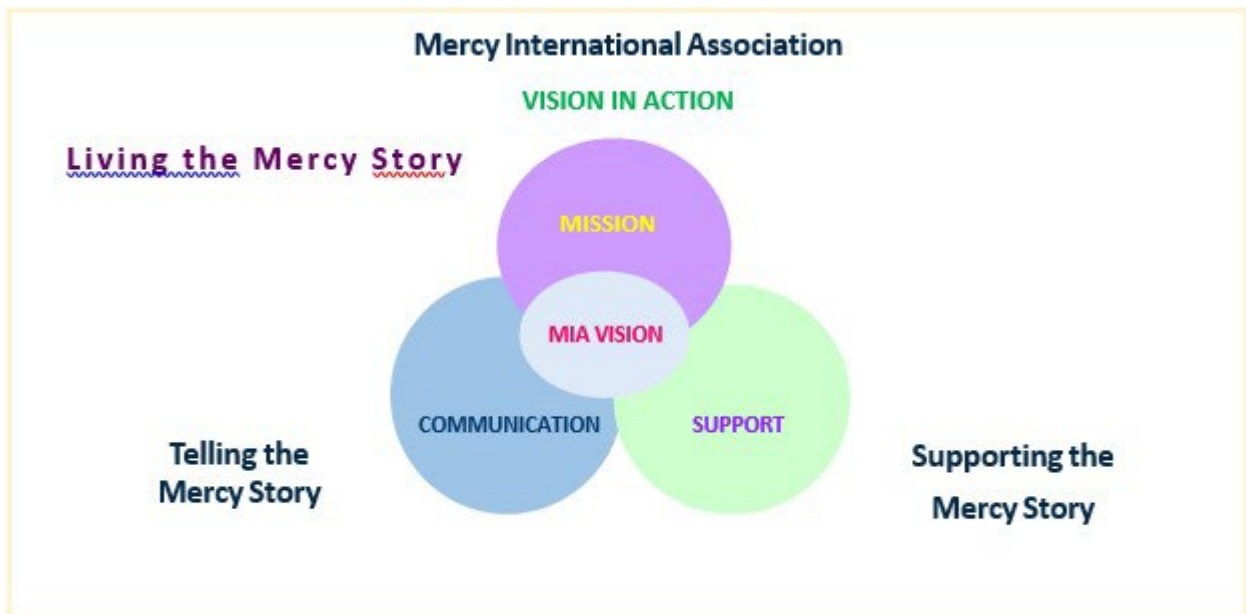 Mercy International Association
VISION IN ACTION
Living the Mercy Story
MISSION
MIA VISION
COMMUNICATION
SUPPORT
Telling the
Mercy Story
Supporting the
Mercy Story